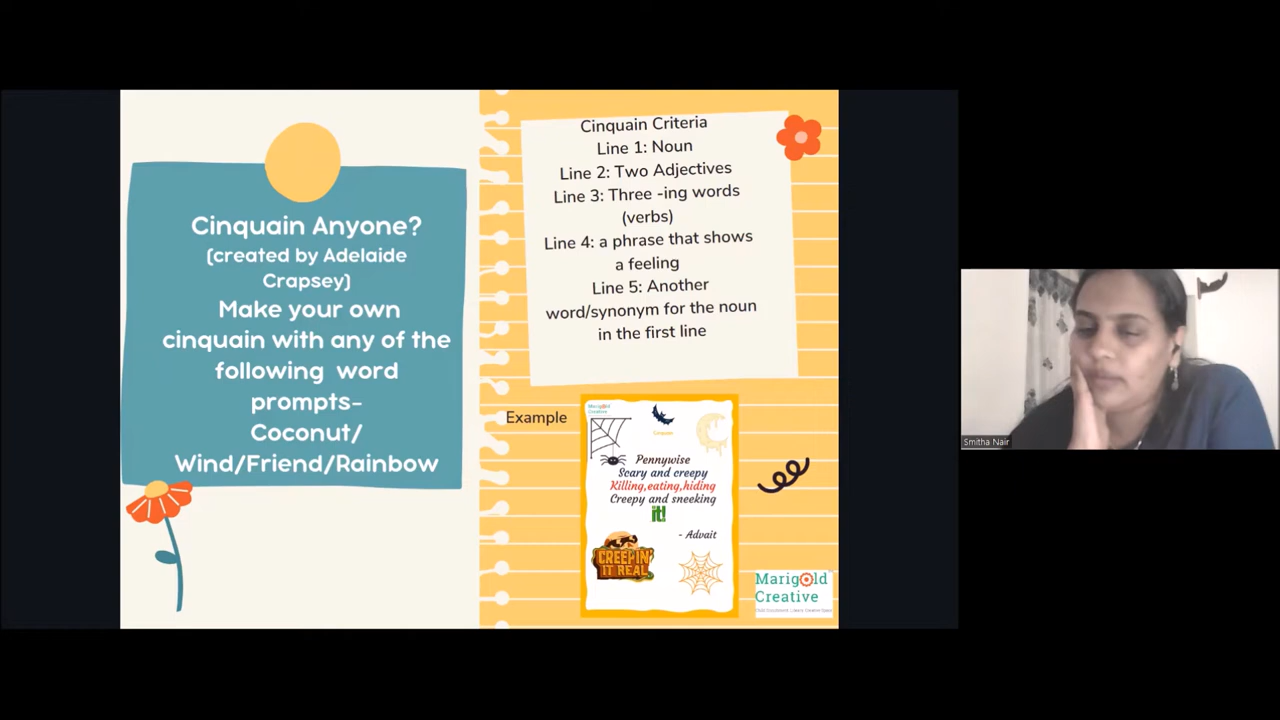 Cinquain Anyone?
(created by Adelaide
Crapsey)
Make your own
cinquain with any of the
following word
prompts-
Coconut/
Wind/Friend/Rainbow
Cinquain Criteria
Line 1: Noun
Line 2: Two Adjectives
Line 3: Three -ing words
(verbs)
Line 4: a phrase that shows
a feeling
Line 5: Another
word/synonym for the noun
in the first line
Example
Marigold
Creative
Cinquain
Pennywise
Scary and creepy
Killing,eating,hiding
Creepy and sneeking
it!
- Advait
CREEPIN'
IT REAL
Marigold
Creative
Smitha Nair